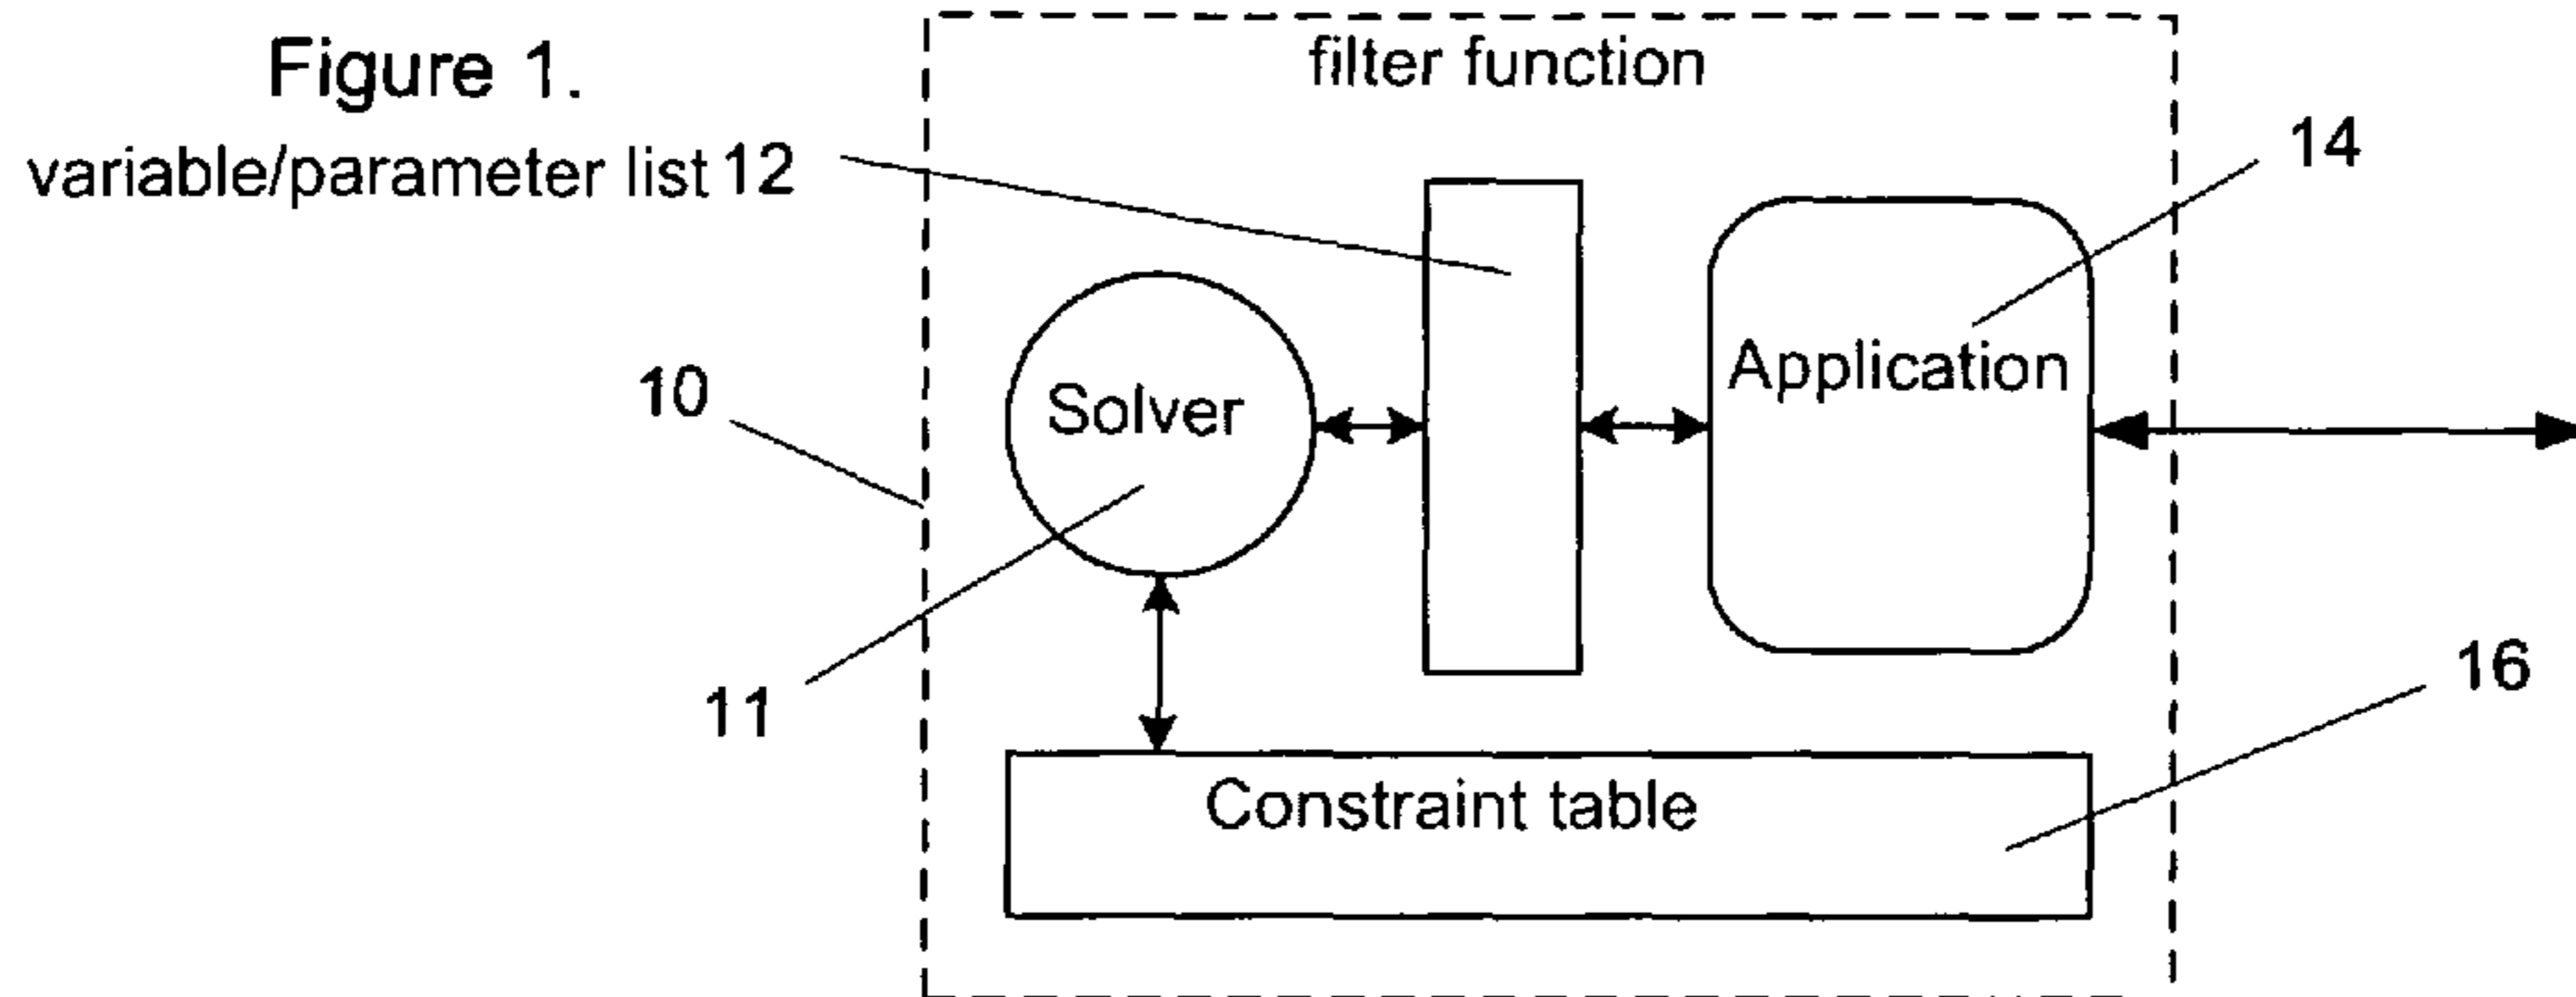 Figure 1.
filter function
variable/parameter list 12
14
10
Solver
Application
11
16
Constraint table